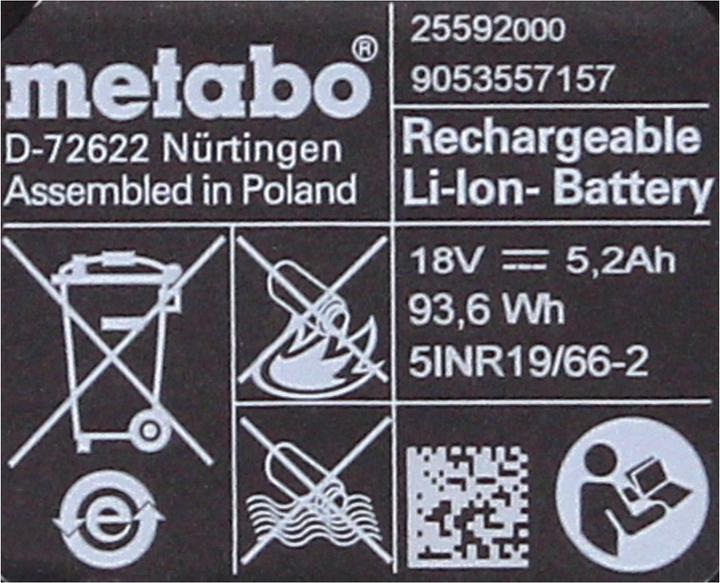 metabo®
D-72622 Nürtingen
Assembled in Poland
25592000
9053557157
Rechargeable
Li-Ion- Battery
18V ⎓ 5,2Ah
93,6 Wh
5INR19/66-2
e